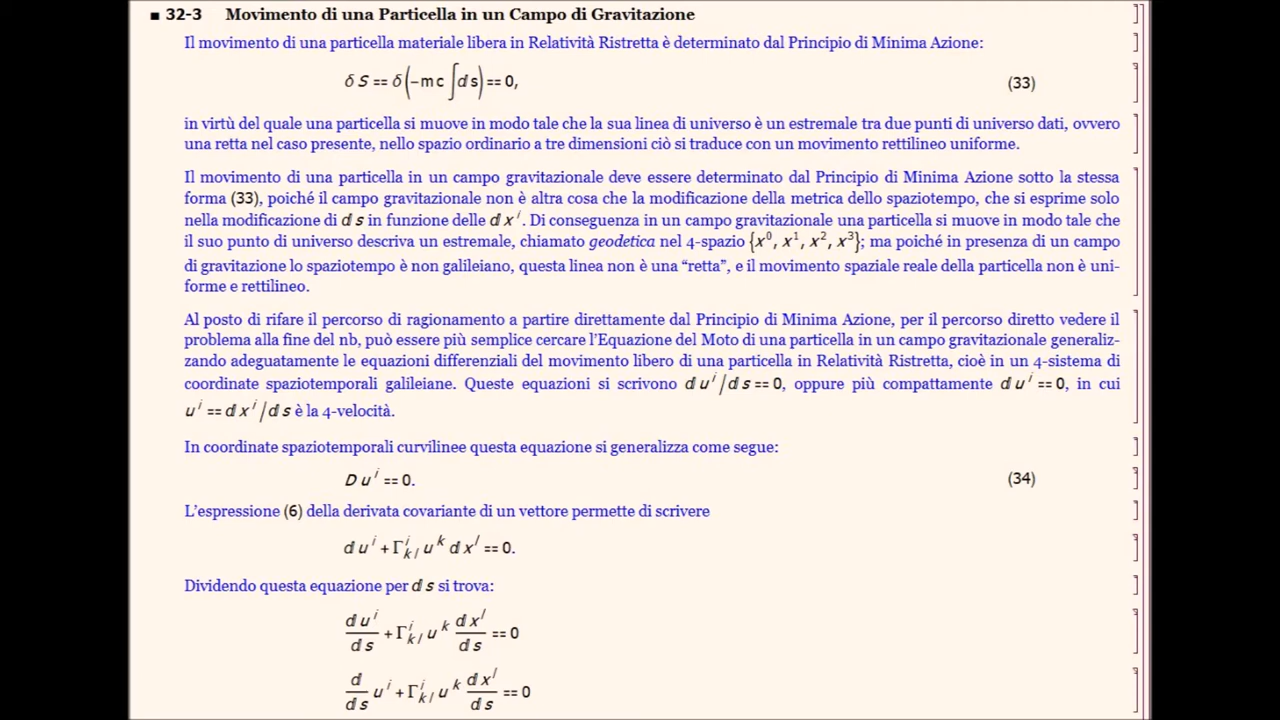 ■ 32-3 Movimento di una Particella in un Campo di Gravitazione
Il movimento di una particella materiale libera in Relatività Ristretta è determinato dal Principio di Minima Azione:
δ S == δ(-m c ∫ⅆs) == 0, (33)
in virtù del quale una particella si muove in modo tale che la sua linea di universo è un estremale tra due punti di universo dati, ovvero
una retta nel caso presente, nello spazio ordinario a tre dimensioni ciò si traduce con un movimento rettilineo uniforme.
Il movimento di una particella in un campo gravitazionale deve essere determinato dal Principio di Minima Azione sotto la stessa
forma (33), poiché il campo gravitazionale non è altra cosa che la modificazione della metrica dello spaziotempo, che si esprime solo
nella modificazione di ⅆ s in funzione delle ⅆ x^i. Di conseguenza in un campo gravitazionale una particella si muove in modo tale che
il suo punto di universo descriva un estremale, chiamato geodetica nel 4-spazio {x^0, x^1, x^2, x^3}; ma poiché in presenza di un campo
di gravitazione lo spaziotempo è non galileiano, questa linea non è una “retta”, e il movimento spaziale reale della particella non è uni-
forme e rettilineo.
Al posto di rifare il percorso di ragionamento a partire direttamente dal Principio di Minima Azione, per il percorso diretto vedere il
problema alla fine del nb, può essere più semplice cercare l’Equazione del Moto di una particella in un campo gravitazionale generaliz-
zando adeguatamente le equazioni differenziali del movimento libero di una particella in Relatività Ristretta, cioè in un 4-sistema di
coordinate spaziotemporali galileiane. Queste equazioni si scrivono ⅆ u^i/ⅆ s == 0, oppure più compattamente ⅆ u^i == 0, in cui
u^i == ⅆ x^i/ⅆ s è la 4-velocità.
In coordinate spaziotemporali curvilinee questa equazione si generalizza come segue:
D u^i == 0. (34)
L’espressione (6) della derivata covariante di un vettore permette di scrivere
ⅆ u^i + Γ^i_{k l} u^k ⅆ x^l == 0.
Dividendo questa equazione per ⅆ s si trova:
ⅆ u^i/ⅆ s + Γ^i_{k l} u^k ⅆ x^l/ⅆ s == 0
ⅆ/ⅆ s u^i + Γ^i_{k l} u^k ⅆ x^l/ⅆ s == 0